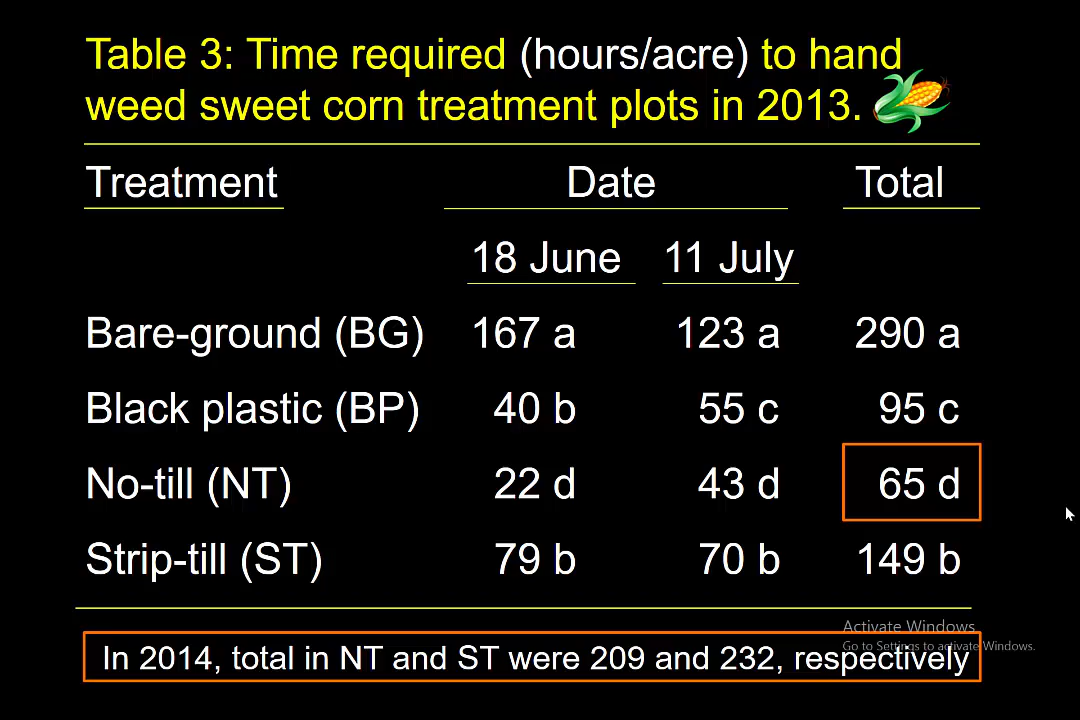 Table 3: Time required (hours/acre) to hand
weed sweet corn treatment plots in 2013.
Treatment Date Total
18 June 11 July
Bare-ground (BG) 167 a 123 a 290 a
Black plastic (BP) 40 b 55 c 95 c
No-till (NT) 22 d 43 d 65 d
Strip-till (ST) 79 b 70 b 149 b
Activate Windows
Go to Settings to activate Windows.
In 2014, total in NT and ST were 209 and 232, respectively